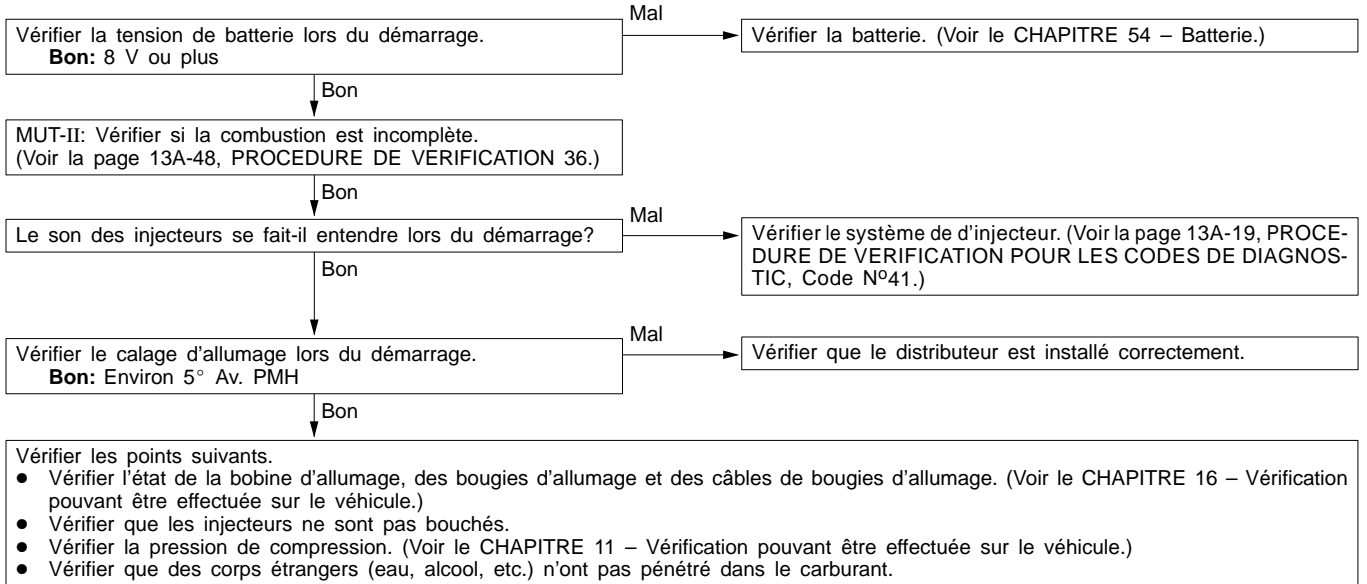 Mal
Vérifier la tension de batterie lors du démarrage.
Bon: 8 V ou plus
Vérifier la batterie. (Voir le CHAPITRE 54 – Batterie.)
Bon
MUT-II: Vérifier si la combustion est incomplète.
(Voir la page 13A-48, PROCEDURE DE VERIFICATION 36.)
Bon
Mal
Le son des injecteurs se fait-il entendre lors du démarrage?
Vérifier le système de d'injecteur. (Voir la page 13A-19, PROCE-
DURE DE VERIFICATION POUR LES CODES DE DIAGNOS-
TIC, Code Nº41.)
Bon
Mal
Vérifier le calage d'allumage lors du démarrage.
Bon: Environ 5° Av. PMH
Vérifier que le distributeur est installé correctement.
Bon
Vérifier les points suivants.
● Vérifier l'état de la bobine d'allumage, des bougies d'allumage et des câbles de bougies d'allumage. (Voir le CHAPITRE 16 – Vérification
pouvant être effectuée sur le véhicule.)
● Vérifier que les injecteurs ne sont pas bouchés.
● Vérifier la pression de compression. (Voir le CHAPITRE 11 – Vérification pouvant être effectuée sur le véhicule.)
● Vérifier que des corps étrangers (eau, alcool, etc.) n'ont pas pénétré dans le carburant.